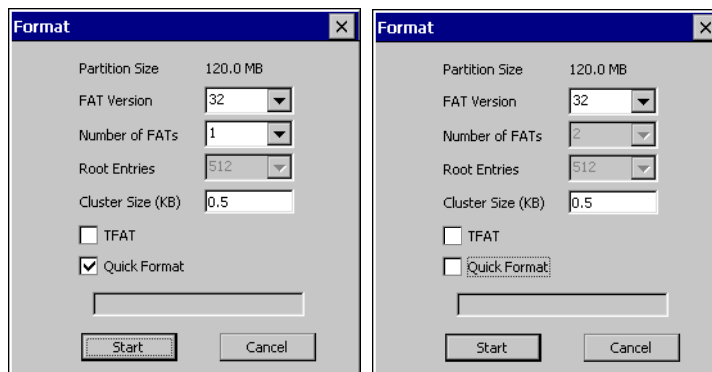 Format
Partition Size 120.0 MB
FAT Version 32
Number of FATs 1
Root Entries 512
Cluster Size (KB) 0.5
TFAT
Quick Format
Start Cancel
Format
Partition Size 120.0 MB
FAT Version 32
Number of FATs 2
Root Entries 512
Cluster Size (KB) 0.5
TFAT
Quick Format
Start Cancel